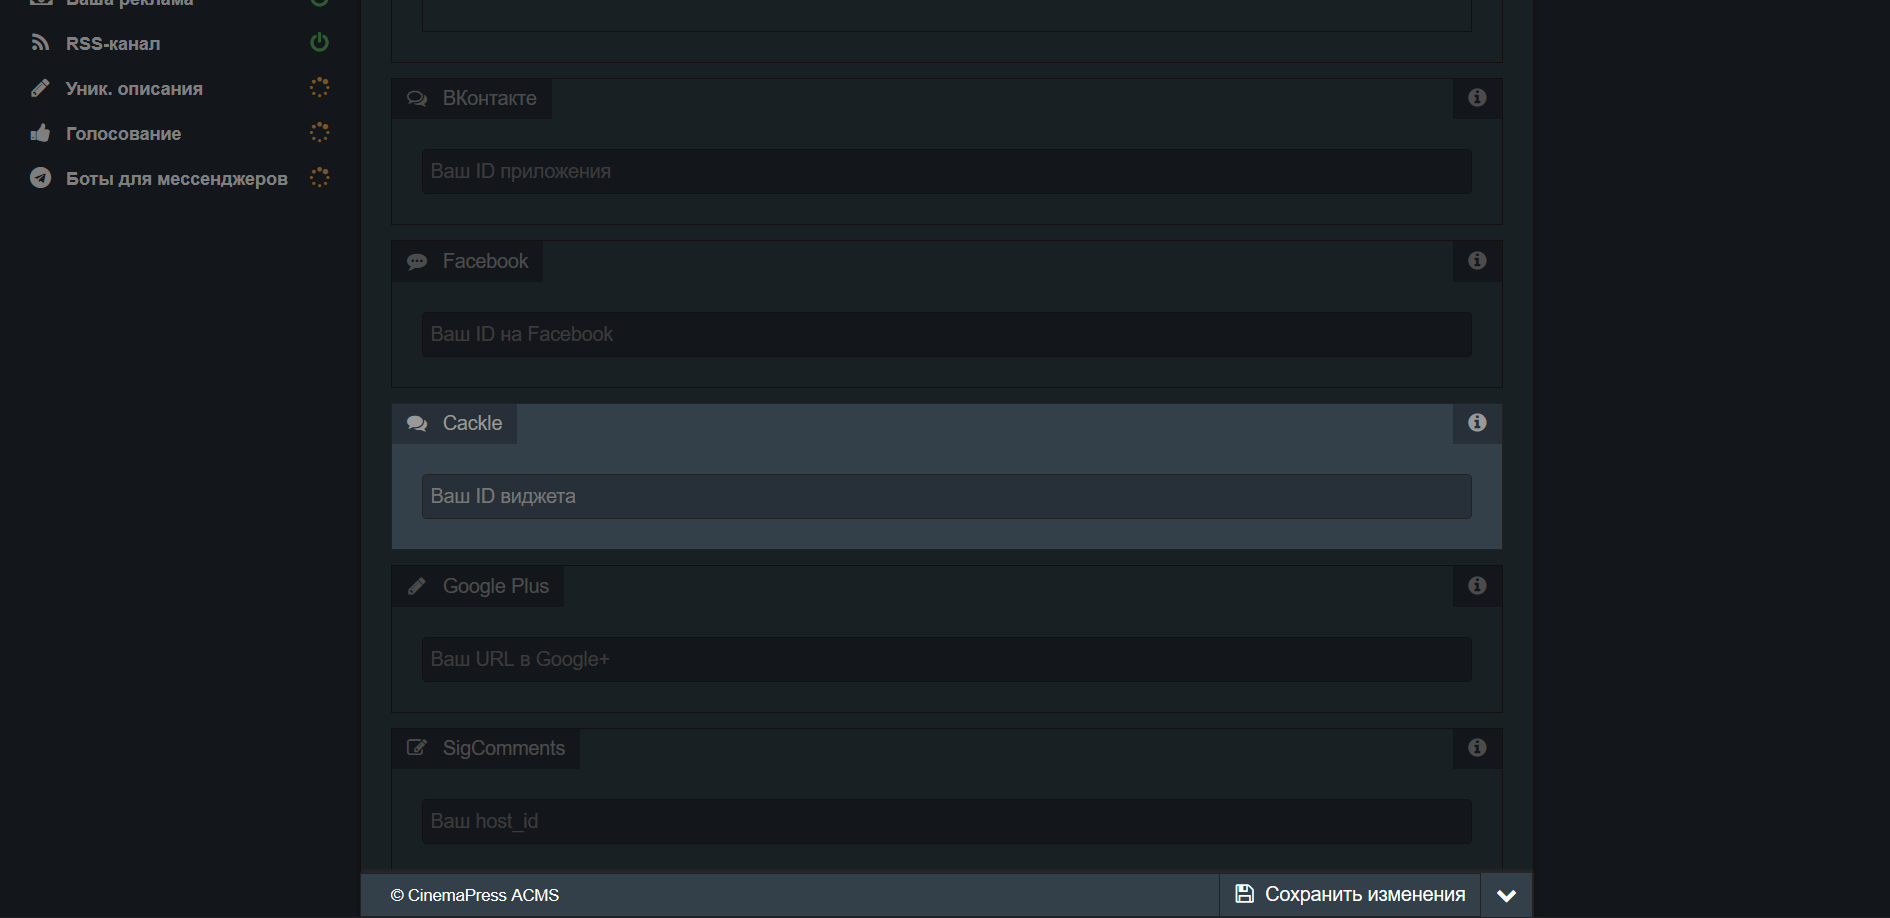 Ваша реклама
RSS-канал
Уник. описания
Голосование
Боты для мессенджеров
ВКонтакте
Ваш ID приложения
Facebook
Ваш ID на Facebook
Cackle
Ваш ID виджета
Google Plus
Ваш URL в Google+
SigComments
Ваш host_id
© CinemaPress ACMS
Сохранить изменения